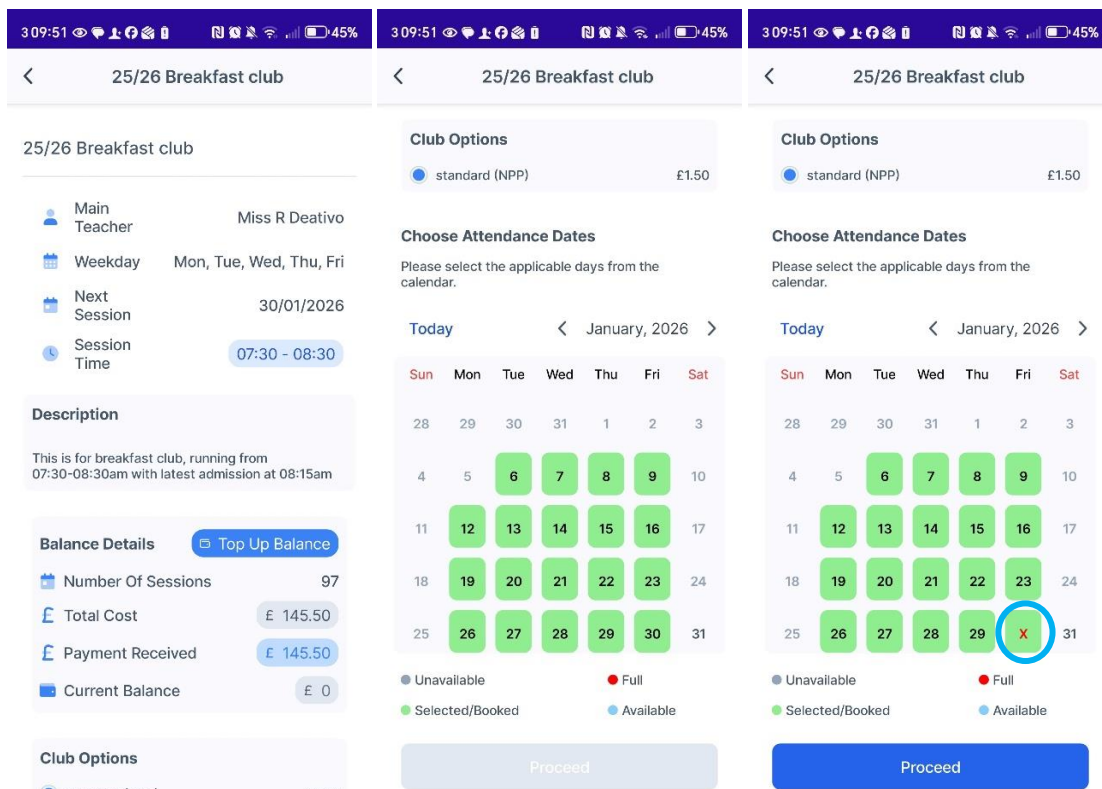 3 09:51 45%
25/26 Breakfast club
25/26 Breakfast club
Main Teacher Miss R Deativo
Weekday Mon, Tue, Wed, Thu, Fri
Next Session 30/01/2026
Session Time 07:30 - 08:30
Description
This is for breakfast club, running from
07:30-08:30am with latest admission at 08:15am
Balance Details Top Up Balance
Number Of Sessions 97
£ Total Cost £ 145.50
£ Payment Received £ 145.50
Current Balance £ 0
Club Options
3 09:51 45%
25/26 Breakfast club
Club Options
standard (NPP) £1.50
Choose Attendance Dates
Please select the applicable days from the
calendar.
Today < January, 2026 >
Sun Mon Tue Wed Thu Fri Sat
28 29 30 31 1 2 3
4 5 6 7 8 9 10
11 12 13 14 15 16 17
18 19 20 21 22 23 24
25 26 27 28 29 30 31
Unavailable Full
Selected/Booked Available
Proceed
3 09:51 45%
25/26 Breakfast club
Club Options
standard (NPP) £1.50
Choose Attendance Dates
Please select the applicable days from the
calendar.
Today < January, 2026 >
Sun Mon Tue Wed Thu Fri Sat
28 29 30 31 1 2 3
4 5 6 7 8 9 10
11 12 13 14 15 16 17
18 19 20 21 22 23 24
25 26 27 28 29 X 31
Unavailable Full
Selected/Booked Available
Proceed